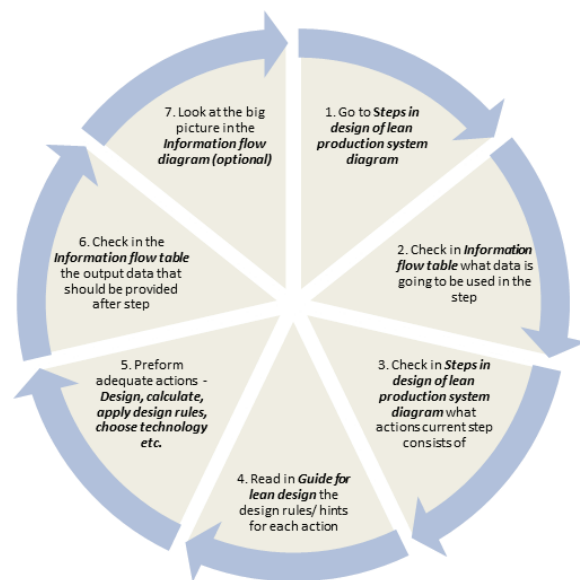 1. Go to Steps in
design of lean
production system
diagram
2. Check in Information
flow table what data is
going to be used in the
step
3. Check in Steps in
design of lean
production system
diagram what
actions current step
consists of
4. Read in Guide for
lean design the
design rules/ hints
for each action
5. Preform
adequate actions -
Design, calculate,
apply design rules,
choose technology
etc.
6. Check in the
Information flow table
the output data that
should be provided
after step
7. Look at the big
picture in the
Information flow
diagram (optional)